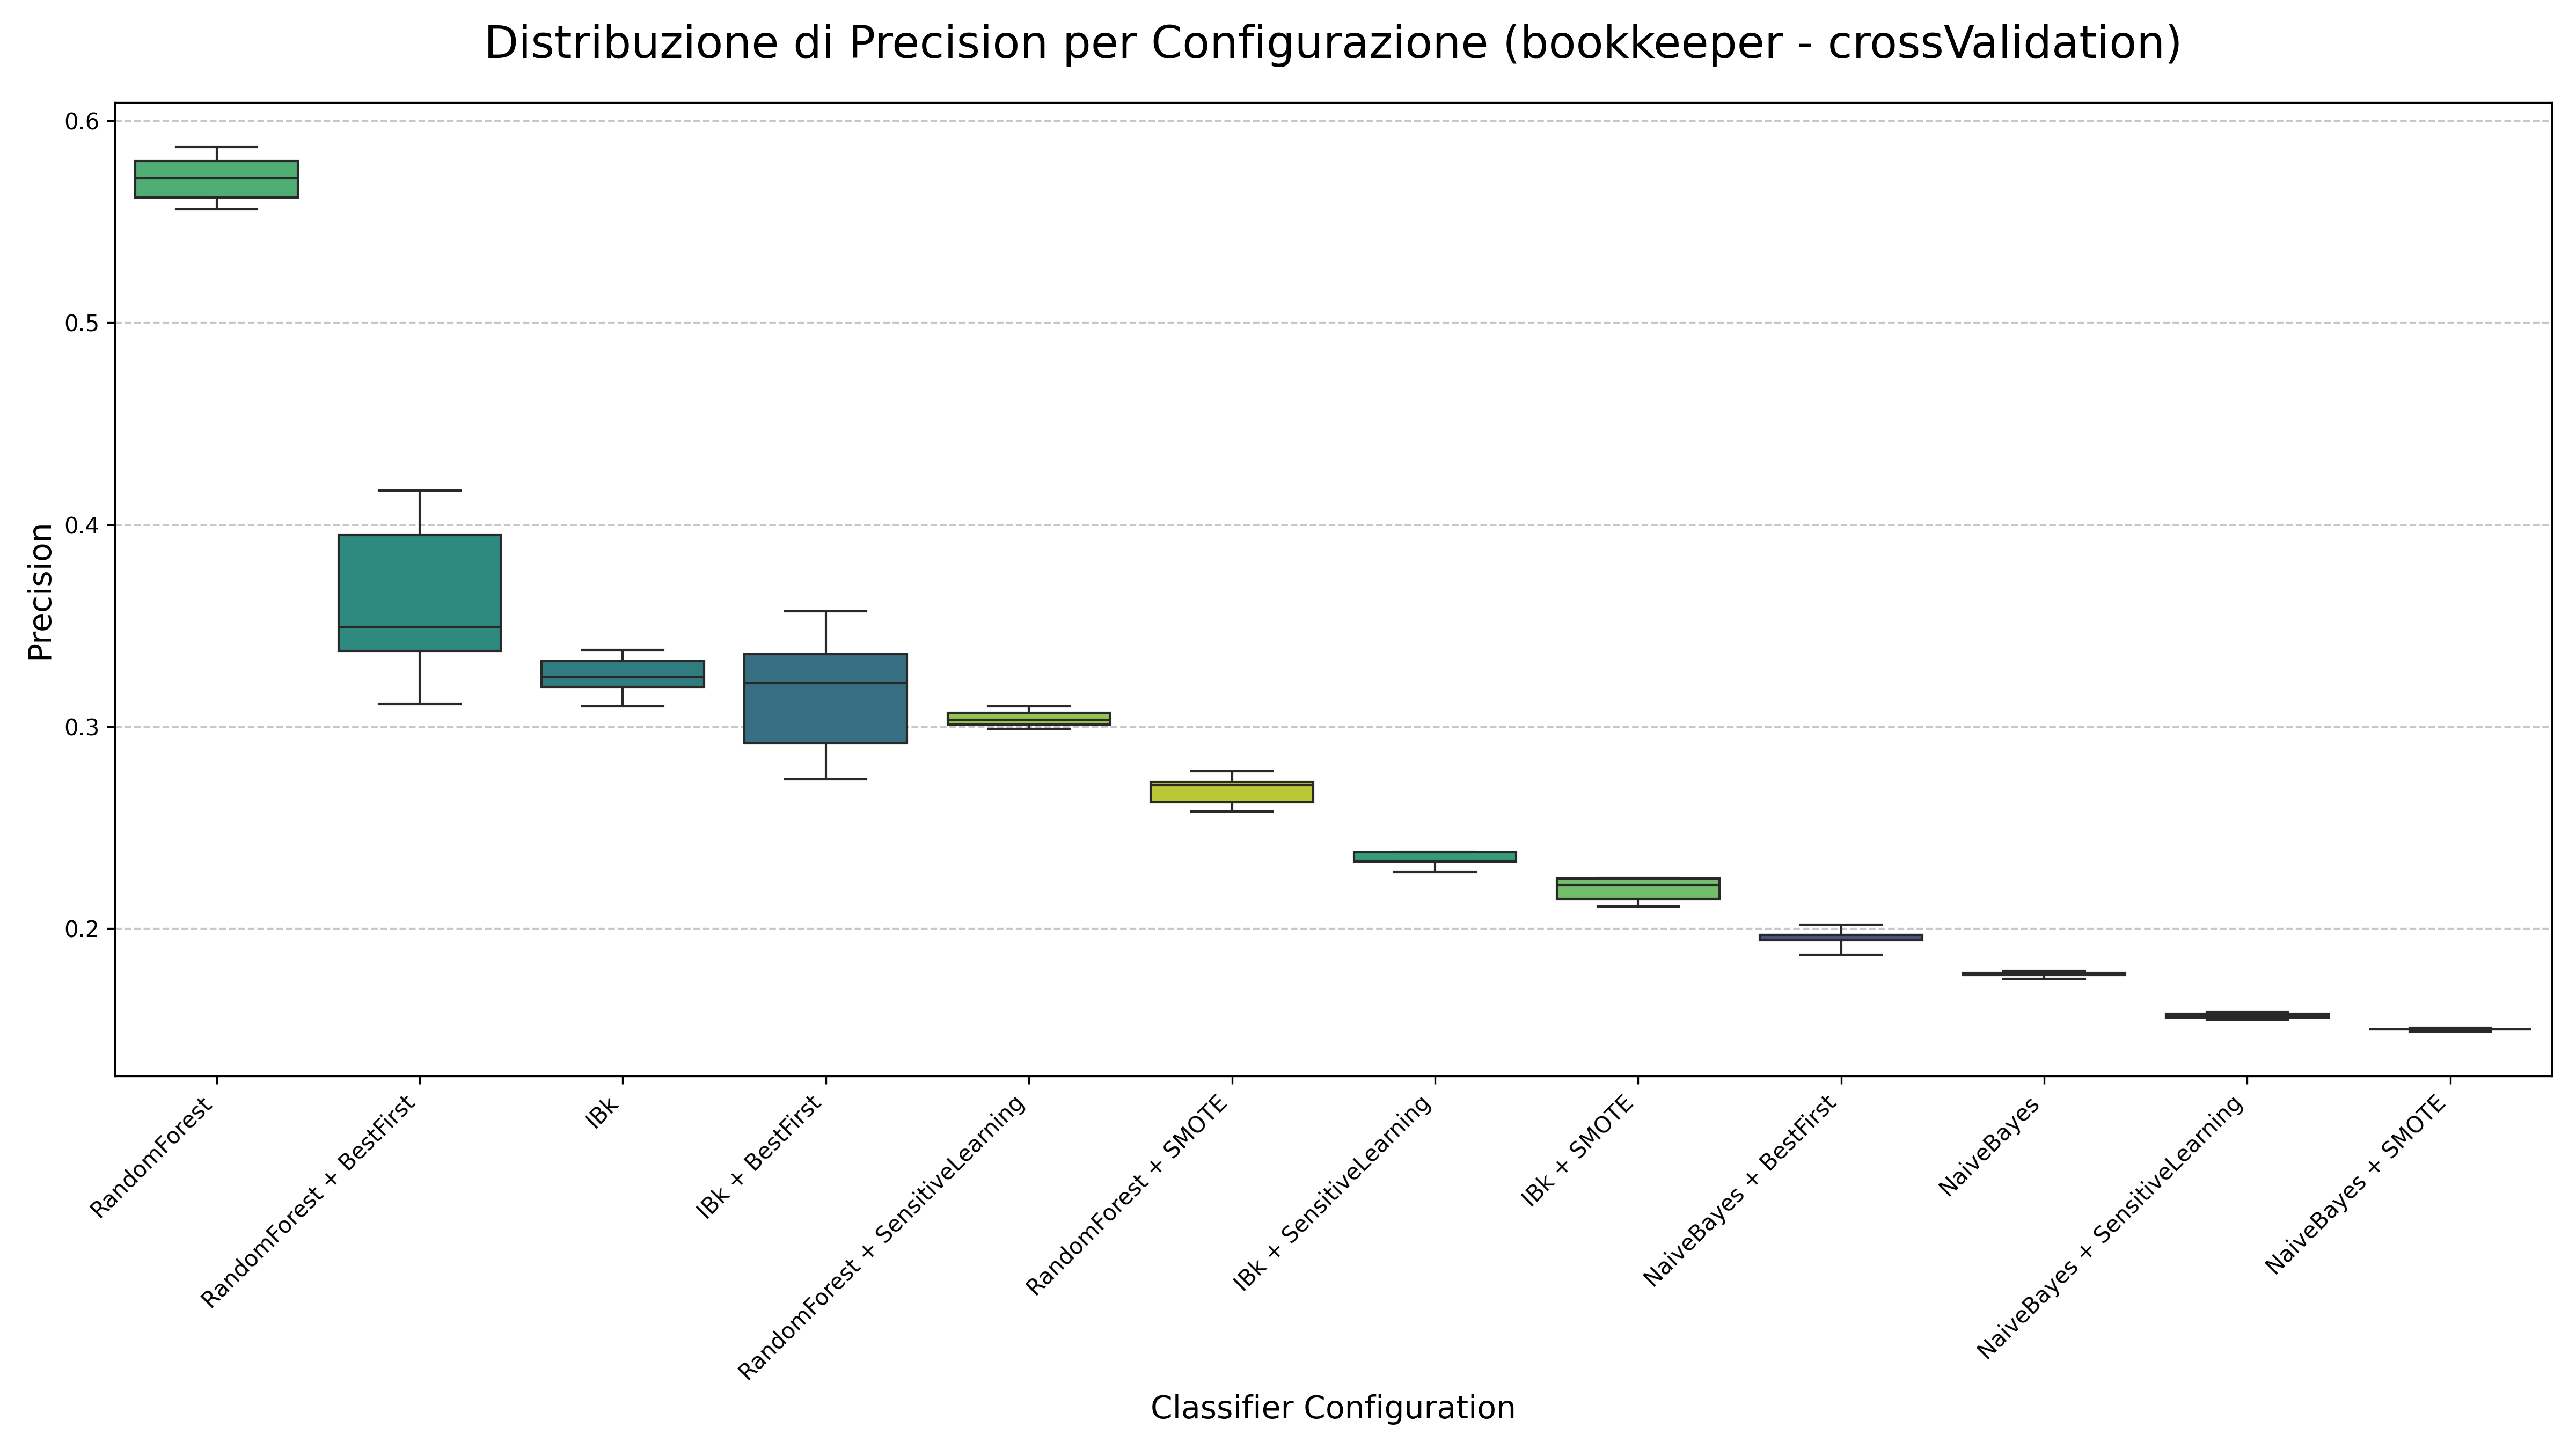 Distribuzione di Precision per Configurazione (bookkeeper - crossValidation)
Precision
0.6
0.5
0.4
0.3
0.2
RandomForest
RandomForest + BestFirst
IBk
IBk + BestFirst
RandomForest + SensitiveLearning
RandomForest + SMOTE
IBk + SensitiveLearning
IBk + SMOTE
NaiveBayes + BestFirst
NaiveBayes
NaiveBayes + SensitiveLearning
NaiveBayes + SMOTE
Classifier Configuration